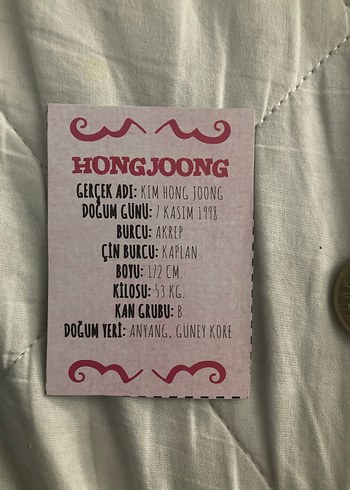 HONGJOONG
GERÇEK ADI: KIM HONG JOONG
DOĞUM GÜNÜ: 7 KASIM 1998
BURCU: AKREP
ÇİN BURCU: KAPLAN
BOYU: 172 CM.
KİLOSU: 53 KG.
KAN GRUBU: B
DOĞUM YERİ: ANYANG, GÜNEY KORE